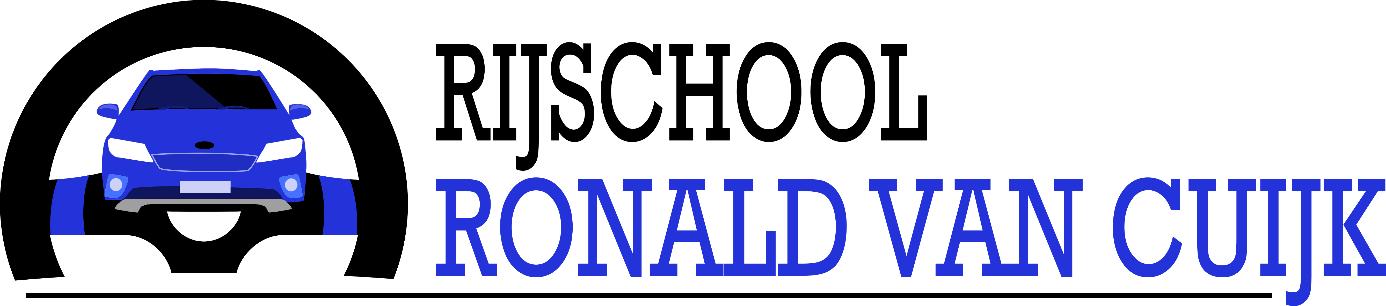 RIJSCHOOL
RONALD VAN CUIJK